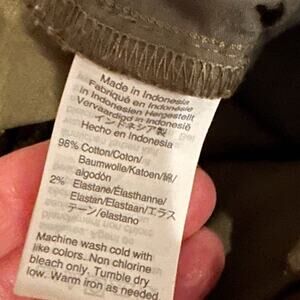 Made in Indonesia
Fabriqué en Indonésie
in Indonesien Hergestellt
Vervaardigd in Indonesië
インドネシア製
Hecho en Indonesia
98% Cotton/Coton/
Baumwolle/Katoen/綿/
algodón
2% Elastane/Élasthanne/
Elastan/Elastaan/エラス
テーン/elastano
Machine wash cold with
like colors..Non chlorine
bleach only. Tumble dry
low. Warm iron as needed